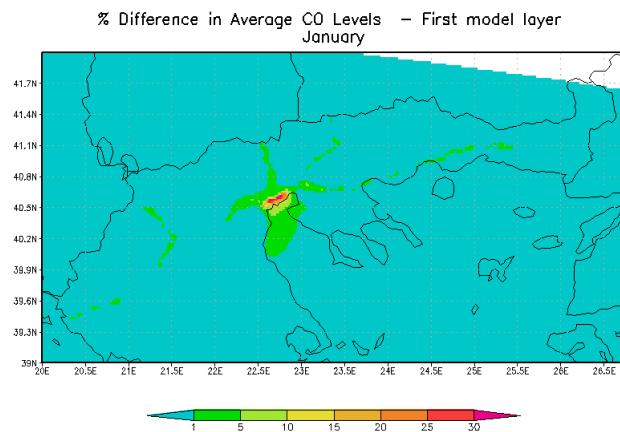 % Difference in Average CO Levels - First model layer
January
41.7N
41.4N
41.1N
40.8N
40.5N
40.2N
39.9N
39.6N
39.3N
39N
20E 20.5E 21E 21.5E 22E 22.5E 23E 23.5E 24E 24.5E 25E 25.5E 26E 26.5E
1 5 10 15 20 25 30